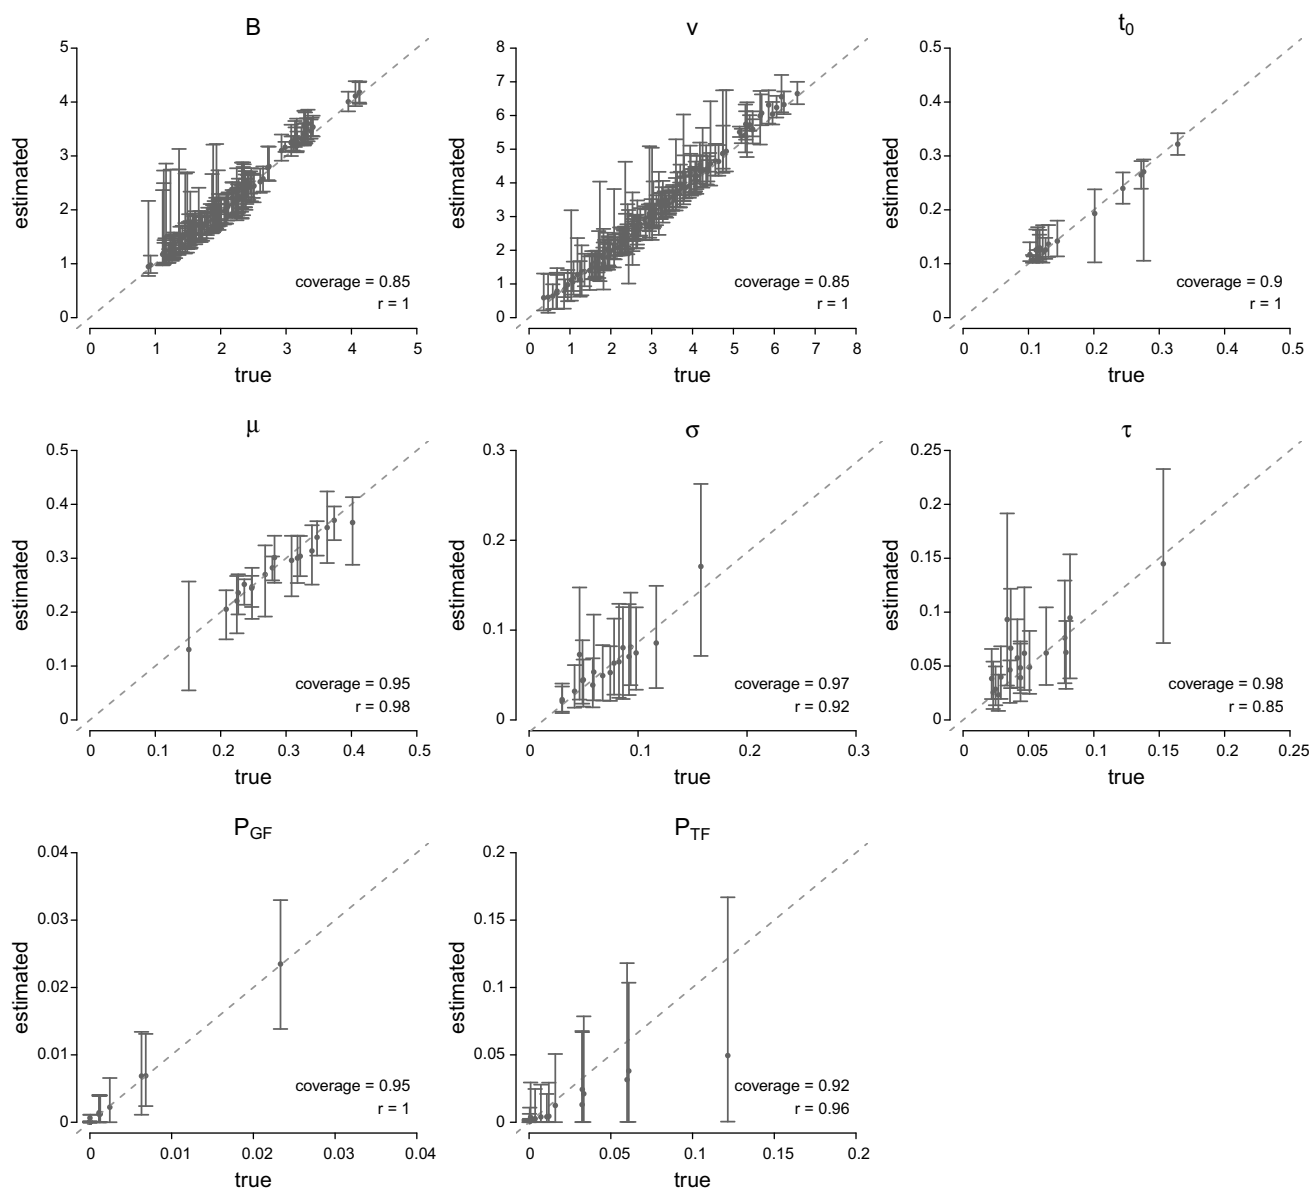 B
5
4
3
2
1
0
estimated
coverage = 0.85
r = 1
0 1 2 3 4 5
true
v
8
7
6
5
4
3
2
1
0
estimated
coverage = 0.85
r = 1
0 1 2 3 4 5 6 7 8
true
t₀
0.5
0.4
0.3
0.2
0.1
0
estimated
coverage = 0.9
r = 1
0 0.1 0.2 0.3 0.4 0.5
true
μ
0.5
0.4
0.3
0.2
0.1
0
estimated
coverage = 0.95
r = 0.98
0 0.1 0.2 0.3 0.4 0.5
true
σ
0.3
0.2
0.1
0
estimated
coverage = 0.97
r = 0.92
0 0.1 0.2 0.3
true
τ
0.25
0.2
0.15
0.1
0.05
0
estimated
coverage = 0.98
r = 0.85
0 0.05 0.1 0.15 0.2 0.25
true
P_GF
0.04
0.03
0.02
0.01
0
estimated
coverage = 0.95
r = 1
0 0.01 0.02 0.03 0.04
true
P_TF
0.2
0.15
0.1
0.05
0
estimated
coverage = 0.92
r = 0.96
0 0.05 0.1 0.15 0.2
true